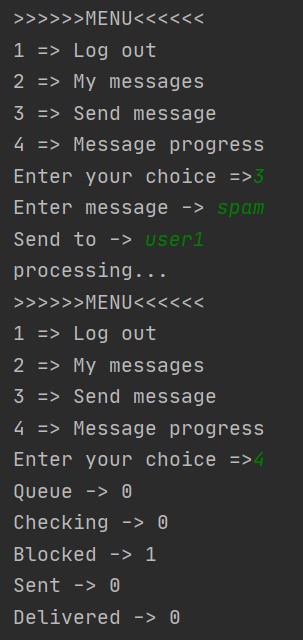 >>>>>>MENU<<<<<<
1 => Log out
2 => My messages
3 => Send message
4 => Message progress
Enter your choice =>3
Enter message -> spam
Send to -> user1
processing...
>>>>>>MENU<<<<<<
1 => Log out
2 => My messages
3 => Send message
4 => Message progress
Enter your choice =>4
Queue -> 0
Checking -> 0
Blocked -> 1
Sent -> 0
Delivered -> 0